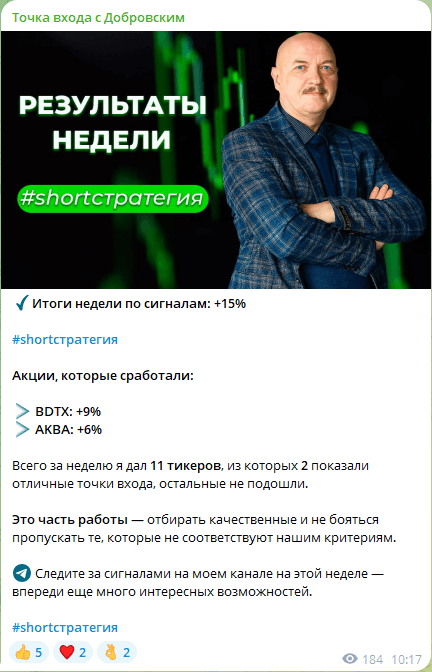 Точка входа с Добровским
РЕЗУЛЬТАТЫ
НЕДЕЛИ
#shortстратегия
Итоги недели по сигналам: +15%
#shortстратегия
Акции, которые сработали:
BDTX: +9%
AKBA: +6%
Всего за неделю я дал 11 тикеров, из которых 2 показали
отличные точки входа, остальные не подошли.
Это часть работы — отбирать качественные и не бояться
пропускать те, которые не соответствуют нашим критериям.
Следите за сигналами на моем канале на этой неделе —
впереди еще много интересных возможностей.
#shortстратегия
5 2 2
184 10:17